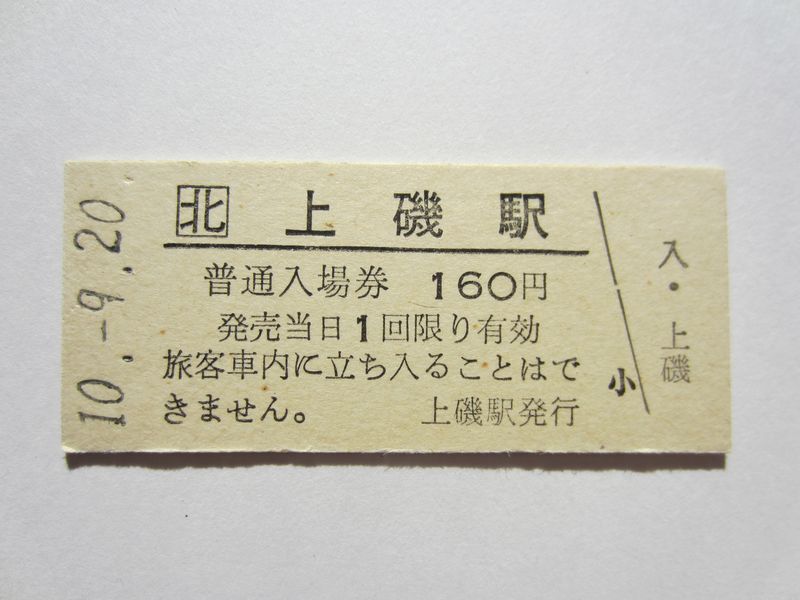 10.-9.20
北 上磯駅
普通入場券 160円
発売当日1回限り有効
旅客車内に立ち入ることはで
きません。 上磯駅発行
小
入・上磯